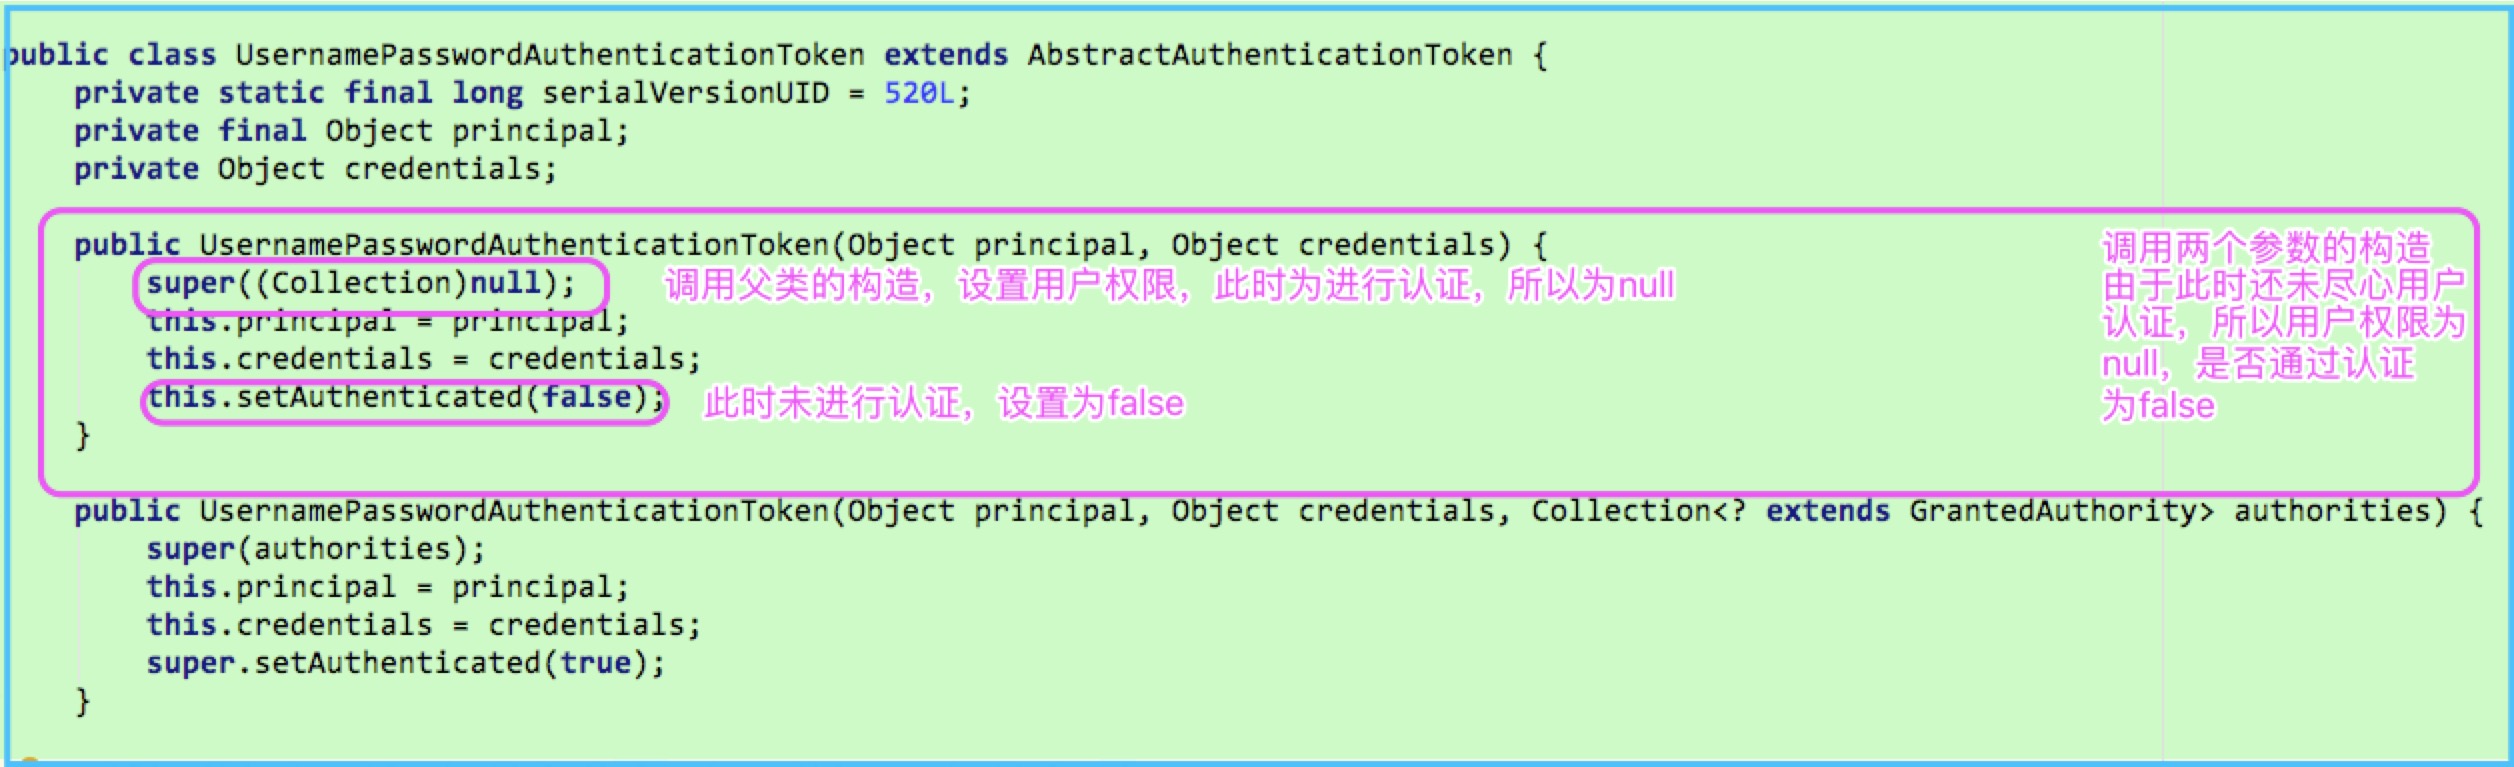 public class UsernamePasswordAuthenticationToken extends AbstractAuthenticationToken {
private static final long serialVersionUID = 520L;
private final Object principal;
private Object credentials;
public UsernamePasswordAuthenticationToken(Object principal, Object credentials) {
super((Collection)null);
调用父类的构造，设置用户权限，此时为进行认证，所以为null
this.principal = principal;
this.credentials = credentials;
this.setAuthenticated(false);
此时未进行认证，设置为false
}
调用两个参数的构造
由于此时还未尽心用户
认证，所以用户权限为
null，是否通过认证
为false
public UsernamePasswordAuthenticationToken(Object principal, Object credentials, Collection<? extends GrantedAuthority> authorities) {
super(authorities);
this.principal = principal;
this.credentials = credentials;
super.setAuthenticated(true);
}